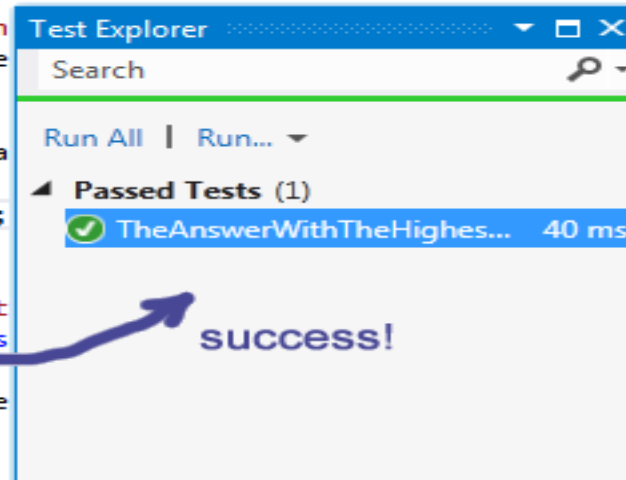 Test Explorer
Search
Run All | Run...
Passed Tests (1)
TheAnswerWithTheHighes... 40 ms
success!